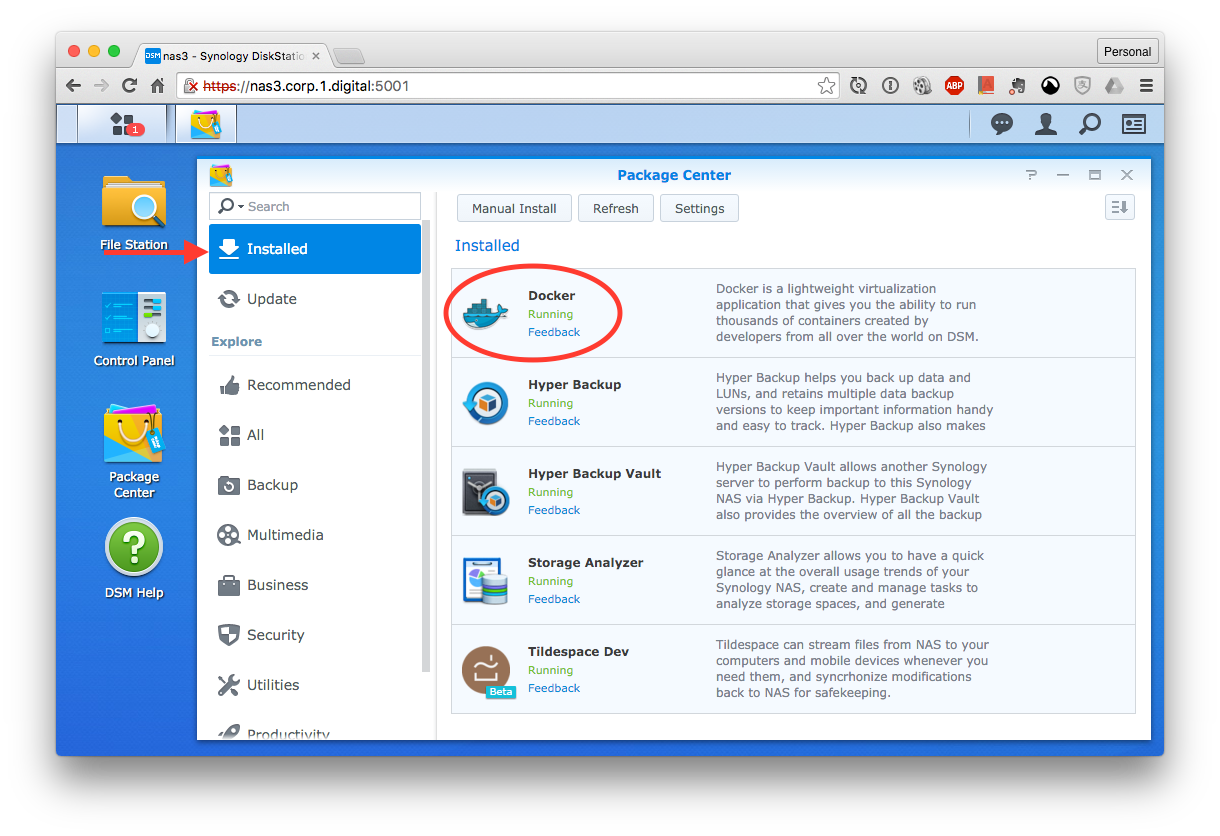 nas3 - Synology DiskStatio
Personal
https://nas3.corp.1.digital:5001
ABP
1
Package Center
File Station
Control Panel
Package
Center
DSM Help
Search
Installed
Update
Explore
Recommended
All
Backup
Multimedia
Business
Security
Utilities
Productivity
Manual Install
Refresh
Settings
Installed
Docker
Running
Feedback
Docker is a lightweight virtualization
application that gives you the ability to run
thousands of containers created by
developers from all over the world on DSM.
Hyper Backup
Running
Feedback
Hyper Backup helps you back up data and
LUNs, and retains multiple data backup
versions to keep important information handy
and easy to track. Hyper Backup also makes
Hyper Backup Vault
Running
Feedback
Hyper Backup Vault allows another Synology
server to perform backup to this Synology
NAS via Hyper Backup. Hyper Backup Vault
also provides the overview of all the backup
Storage Analyzer
Running
Feedback
Storage Analyzer allows you to have a quick
glance at the overall usage trends of your
Synology NAS, create and manage tasks to
analyze storage spaces, and generate
Tildespace Dev
Running
Feedback
Beta
Tildespace can stream files from NAS to your
computers and mobile devices whenever you
need them, and syncrhonize modifications
back to NAS for safekeeping.